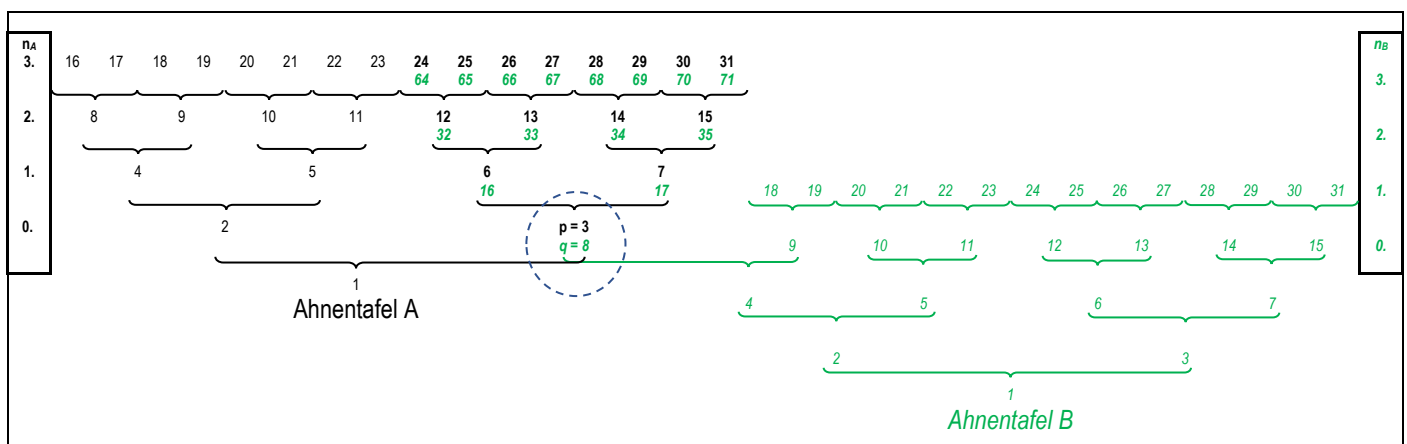 nA nB
3. 16 17 18 19 20 21 22 23 24 25 26 27 28 29 30 31
64 65 66 67 68 69 70 71 3.
2. 8 9 10 11 12 13 14 15
32 33 34 35 2.
1. 4 5 6 7
16 17 18 19 20 21 22 23 24 25 26 27 28 29 30 31 1.
0. 2 p = 3
q = 8 9 10 11 12 13 14 15 0.
1
Ahnentafel A
4 5 6 7
2 3
1
Ahnentafel B